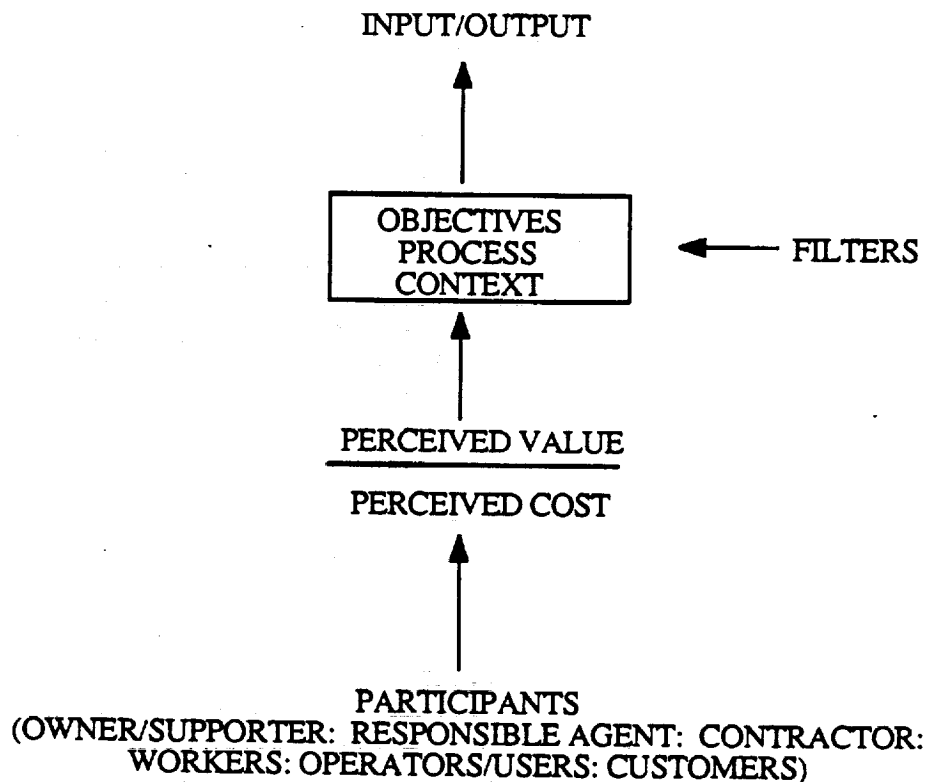 INPUT/OUTPUT
OBJECTIVES
PROCESS
CONTEXT
FILTERS
PERCEIVED VALUE
PERCEIVED COST
PARTICIPANTS
(OWNER/SUPPORTER: RESPONSIBLE AGENT: CONTRACTOR:
WORKERS: OPERATORS/USERS: CUSTOMERS)